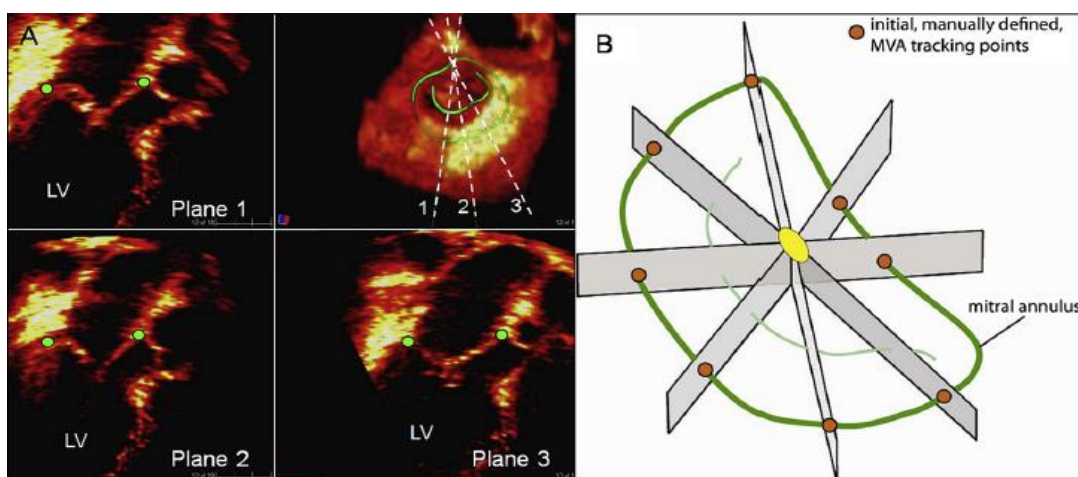 A
LV
Plane 1
1 2 3
LV
Plane 2
LV
Plane 3
B
initial, manually defined,
MVA tracking points
mitral annulus